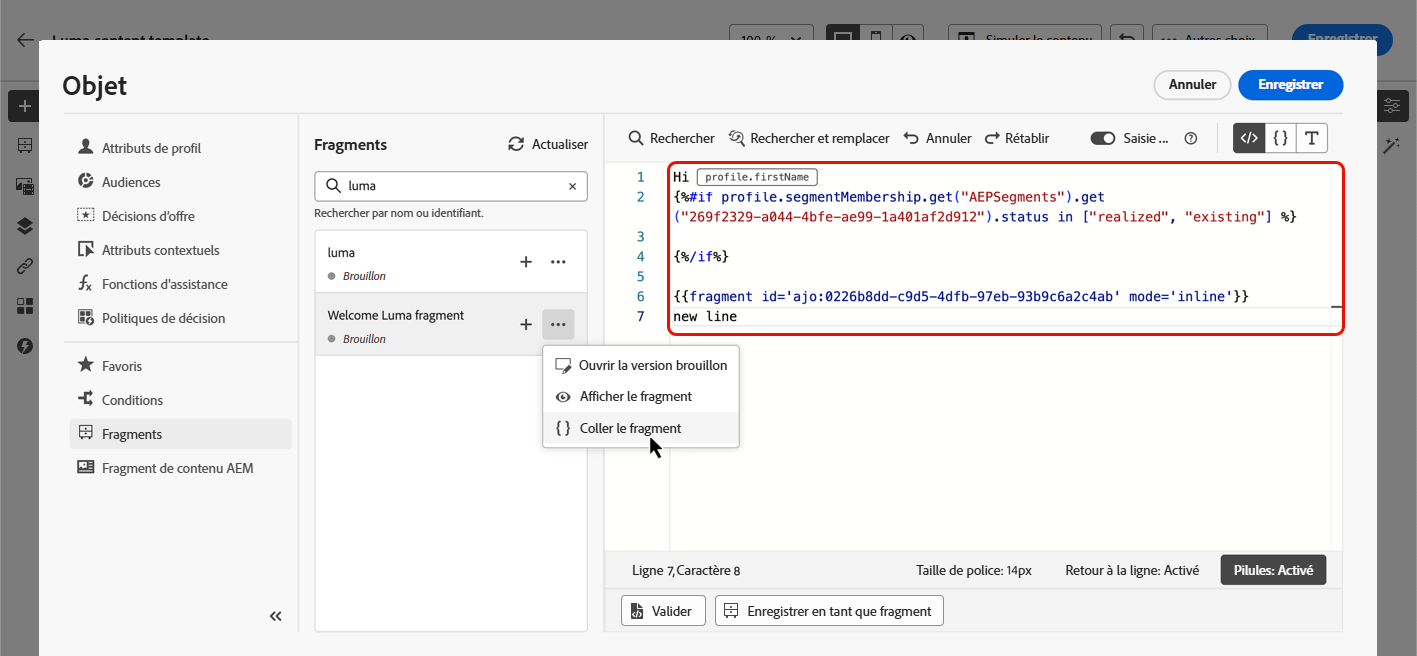 Luma content template
100 %
Simuler le contenu
Autres choix
Enregistrer
Objet
Annuler
Enregistrer
Attributs de profil
Audiences
Décisions d’offre
Attributs contextuels
Fonctions d’assistance
Politiques de décision
Favoris
Conditions
Fragments
Fragment de contenu AEM
Fragments
Actualiser
luma
Rechercher par nom ou identifiant.
luma
Brouillon
Welcome Luma fragment
Brouillon
Ouvrir la version brouillon
Afficher le fragment
Coller le fragment
Rechercher
Rechercher et remplacer
Annuler
Rétablir
Saisie ...
1 Hi profile.firstName
2 {%#if profile.segmentMembership.get("AEPSegments").get
("269f2329-a044-4bfe-ae99-1a401af2d912").status in ["realized", "existing"] %}
3
4 {%/if%}
5
6 {{fragment id='ajo:0226b8dd-c9d5-4dfb-97eb-93b9c6a2c4ab' mode='inline'}}
7 new line
Ligne 7, Caractère 8
Taille de police: 14px
Retour à la ligne: Activé
Pilules: Activé
Valider
Enregistrer en tant que fragment